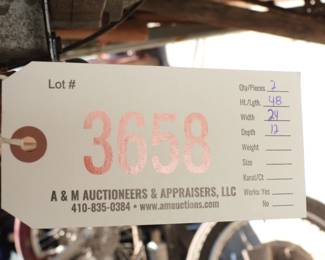 Lot #
3658
A & M AUCTIONEERS & APPRAISERS, LLC
410-835-0384 • www.amauctions.com
Qty/Pieces 2
Ht./Lgth. 48
Width 24
Depth 12
Weight
Size
Karat/Ct
Works: Yes
No